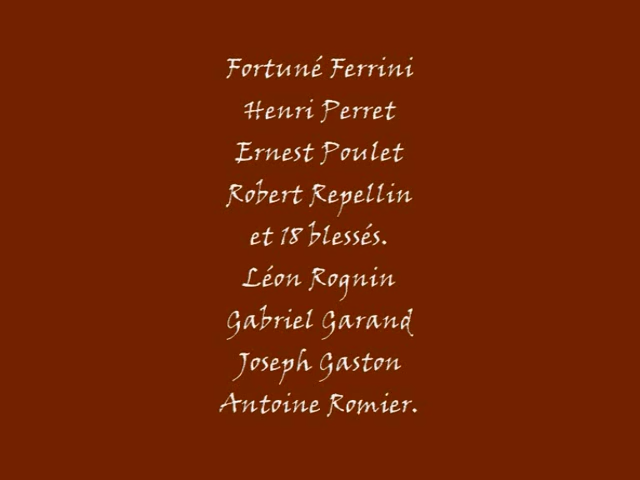 Fortuné Ferrini
Henri Perret
Ernest Poulet
Robert Repellin
et 18 blessés.
Léon Rognin
Gabriel Garand
Joseph Gaston
Antoine Romier.